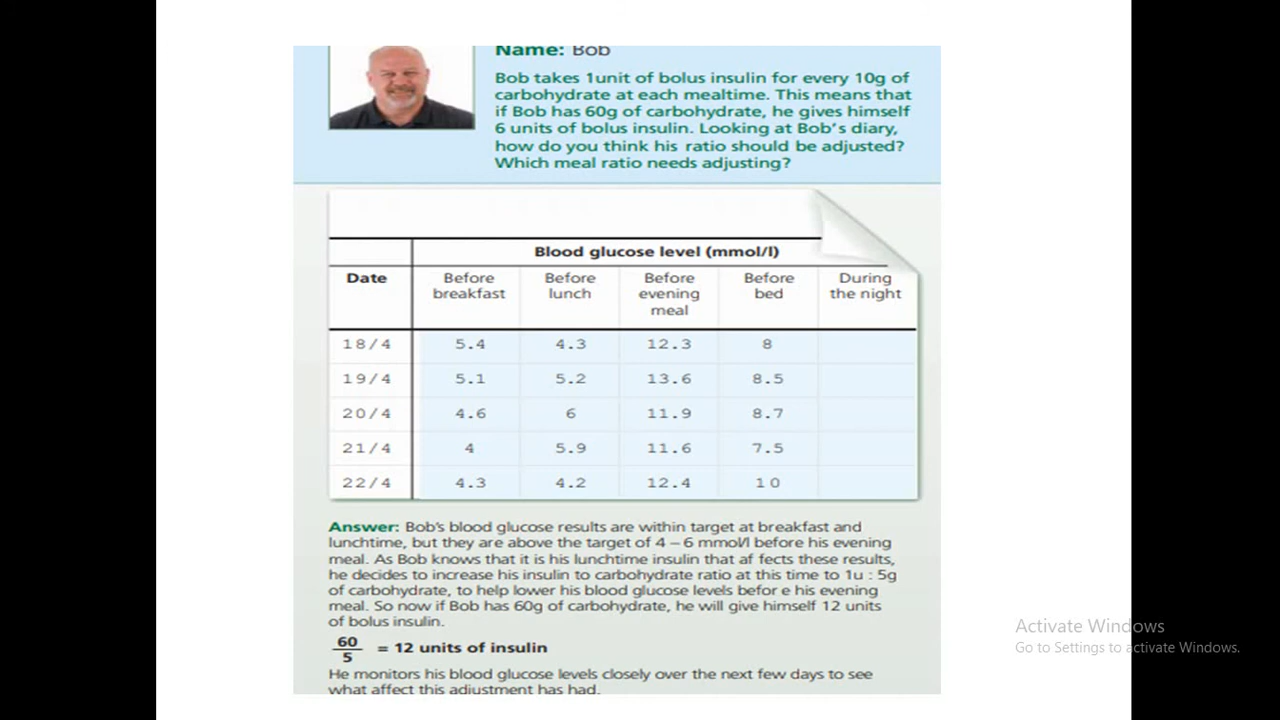 Name: Bob
Bob takes 1unit of bolus insulin for every 10g of
carbohydrate at each mealtime. This means that
if Bob has 60g of carbohydrate, he gives himself
6 units of bolus insulin. Looking at Bob's diary,
how do you think his ratio should be adjusted?
Which meal ratio needs adjusting?
Blood glucose level (mmol/l)
Date Before breakfast Before lunch Before evening meal Before bed During the night
18/4 5.4 4.3 12.3 8
19/4 5.1 5.2 13.6 8.5
20/4 4.6 6 11.9 8.7
21/4 4 5.9 11.6 7.5
22/4 4.3 4.2 12.4 10
Answer: Bob's blood glucose results are within target at breakfast and
lunchtime, but they are above the target of 4 – 6 mmol/l before his evening
meal. As Bob knows that it is his lunchtime insulin that af fects these results,
he decides to increase his insulin to carbohydrate ratio at this time to 1u : 5g
of carbohydrate, to help lower his blood glucose levels befor e his evening
meal. So now if Bob has 60g of carbohydrate, he will give himself 12 units
of bolus insulin.
60
5 = 12 units of insulin
He monitors his blood glucose levels closely over the next few days to see
what affect this adjustment has had.
Activate Windows
Go to Settings to activate Windows.